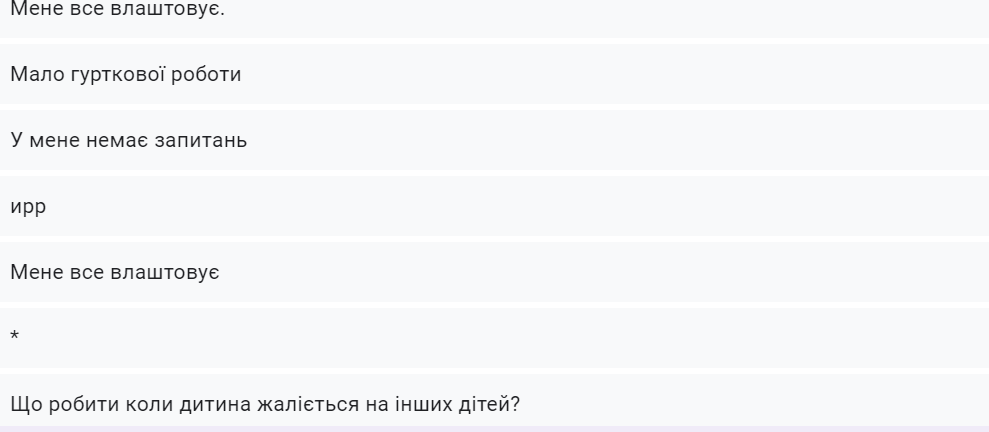 Мене все влаштовує.
Мало гурткової роботи
У мене немає запитань
ирр
Мене все влаштовує
*
Що робити коли дитина жаліється на інших дітей?